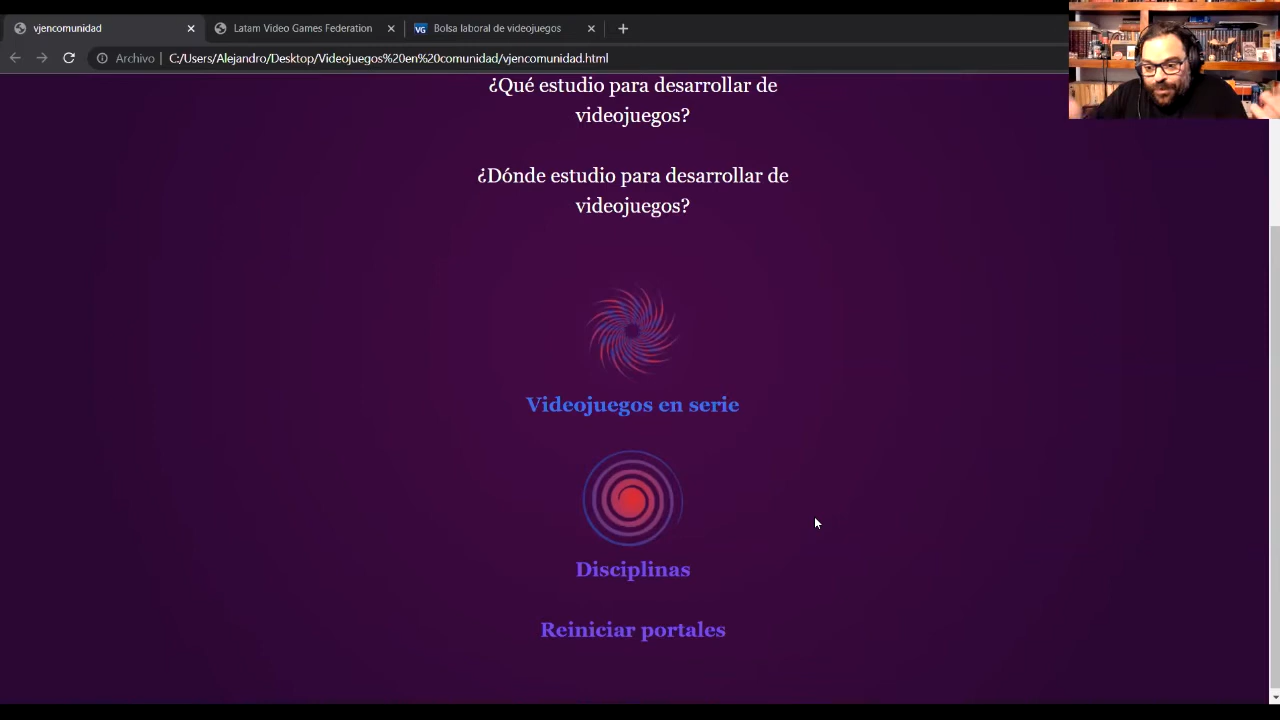 vjencomunidad
Latam Video Games Federation
VG
Bolsa laboral de videojuegos
Archivo
C:/Users/Alejandro/Desktop/Videojuegos%20en%20comunidad/vjencomunidad.html
¿Qué estudio para desarrollar de
videojuegos?
¿Dónde estudio para desarrollar de
videojuegos?
Videojuegos en serie
Disciplinas
Reiniciar portales